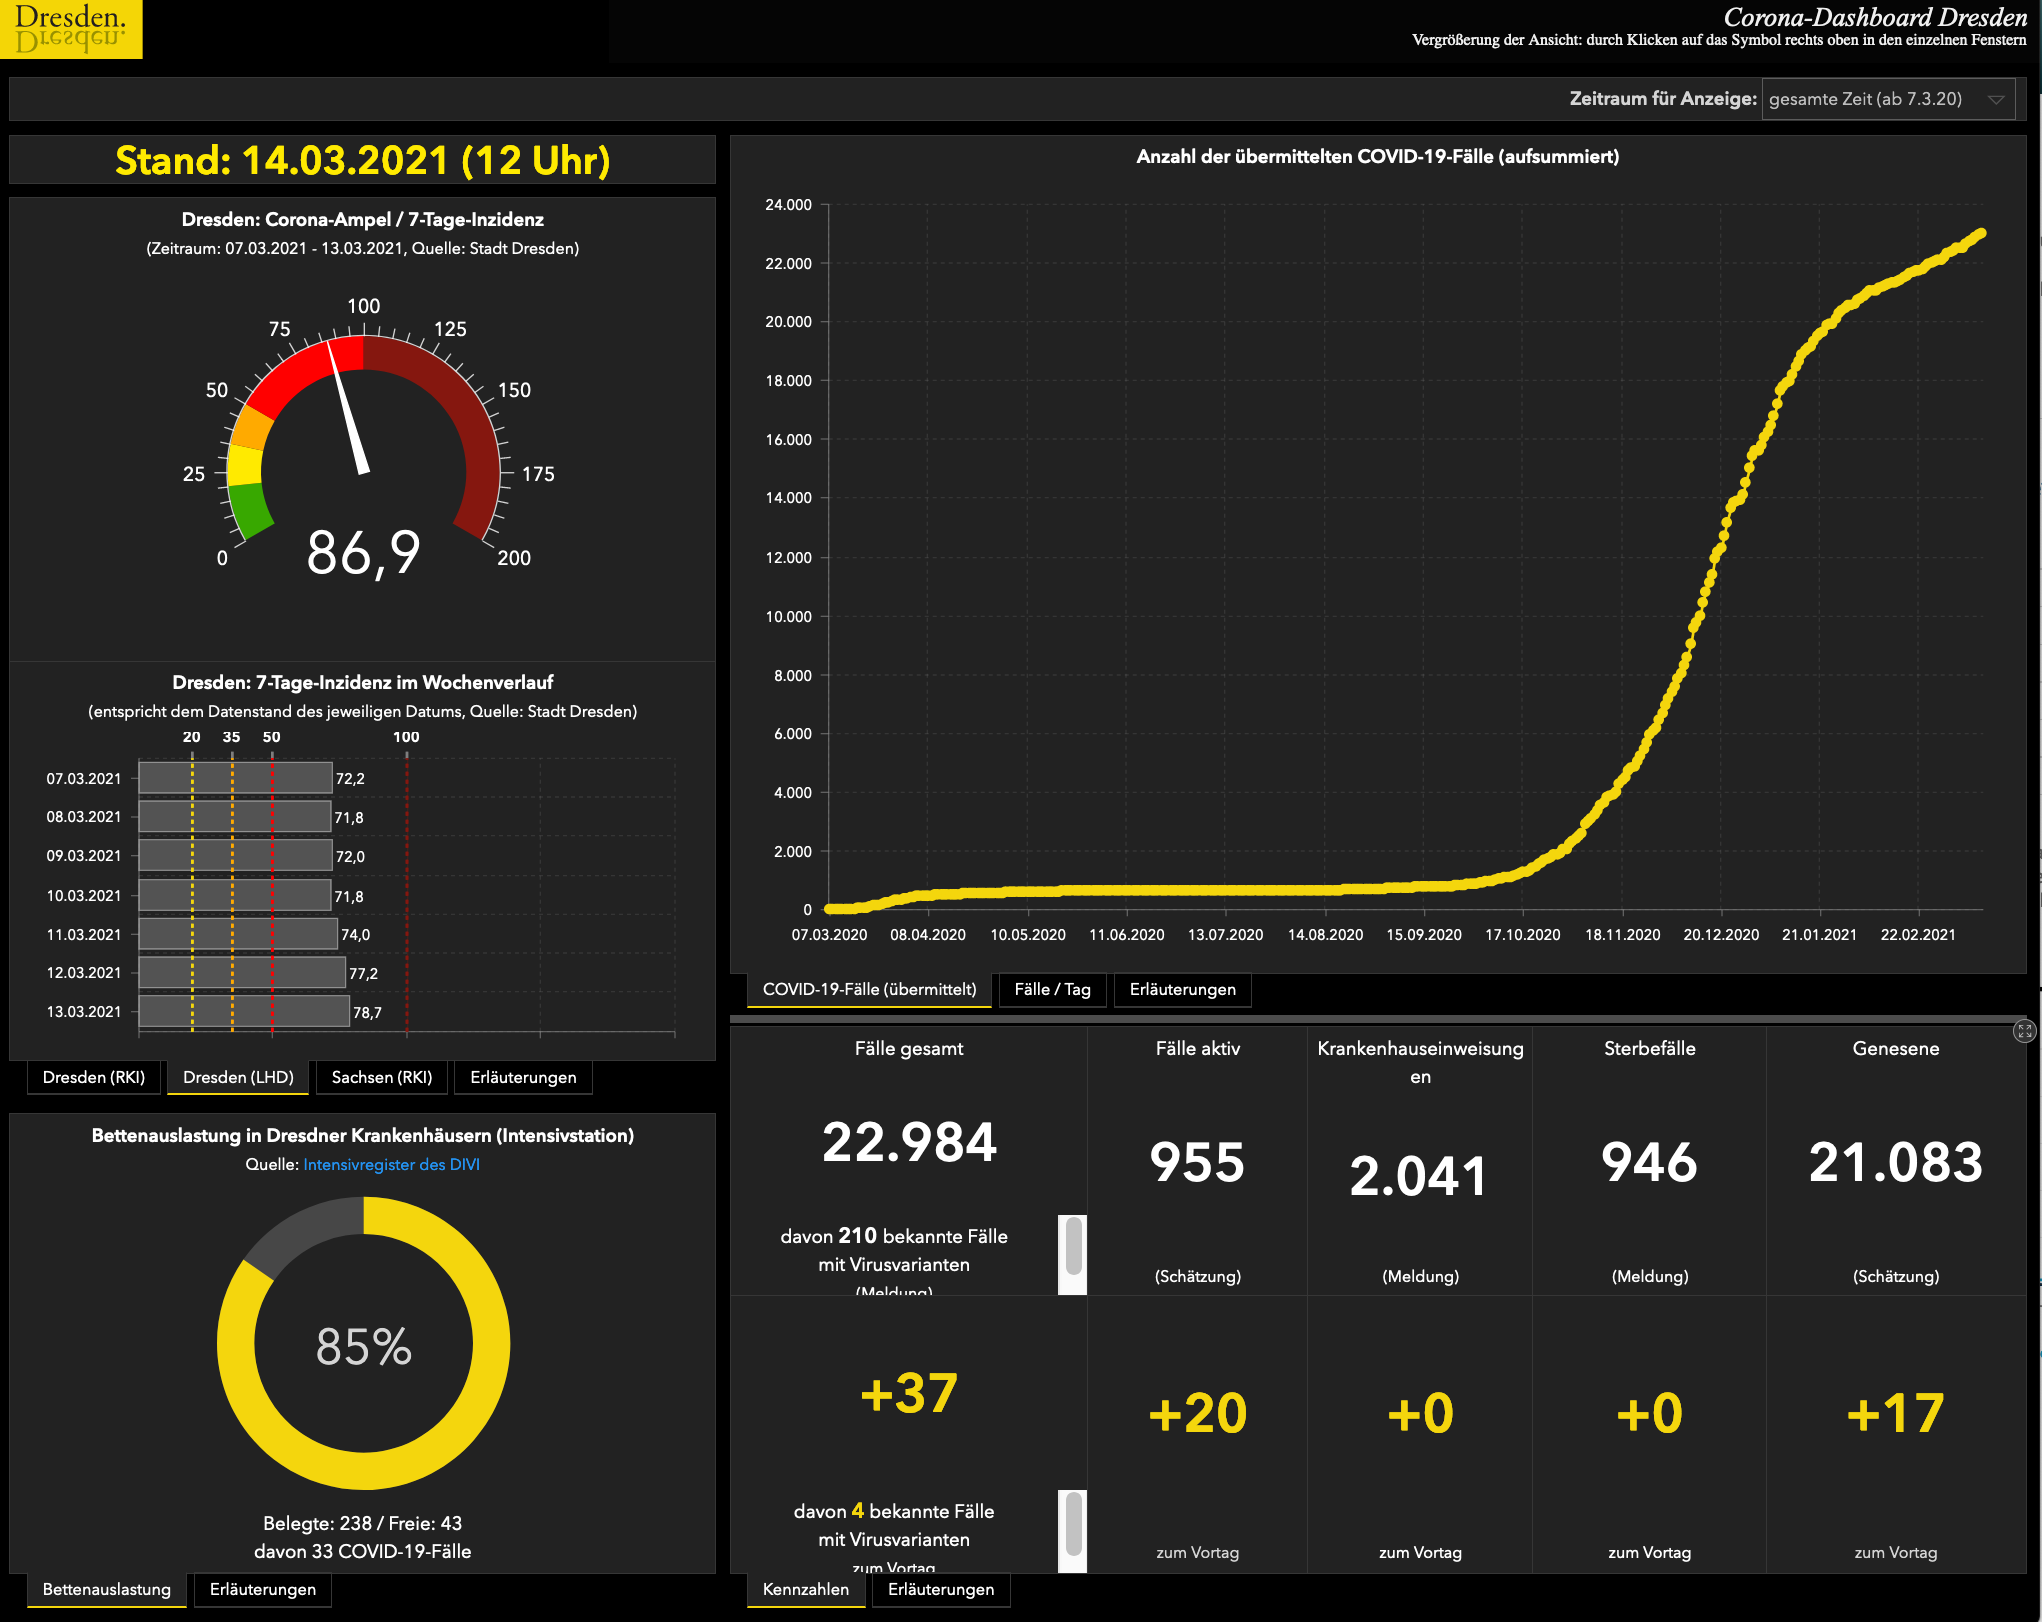 Dresden.
Dresden.
Corona-Dashboard Dresden
Vergrößerung der Ansicht: durch Klicken auf das Symbol rechts oben in den einzelnen Fenstern
Zeitraum für Anzeige: gesamte Zeit (ab 7.3.20)
Stand: 14.03.2021 (12 Uhr)
Dresden: Corona-Ampel / 7-Tage-Inzidenz
(Zeitraum: 07.03.2021 - 13.03.2021, Quelle: Stadt Dresden)
0
25
50
75
100
125
150
175
200
86,9
Dresden: 7-Tage-Inzidenz im Wochenverlauf
(entspricht dem Datenstand des jeweiligen Datums, Quelle: Stadt Dresden)
20 35 50 100
07.03.2021 72,2
08.03.2021 71,8
09.03.2021 72,0
10.03.2021 71,8
11.03.2021 74,0
12.03.2021 77,2
13.03.2021 78,7
Dresden (RKI) Dresden (LHD) Sachsen (RKI) Erläuterungen
Bettenauslastung in Dresdner Krankenhäusern (Intensivstation)
Quelle: Intensivregister des DIVI
85%
Belegte: 238 / Freie: 43
davon 33 COVID-19-Fälle
Bettenauslastung Erläuterungen
Anzahl der übermittelten COVID-19-Fälle (aufsummiert)
24.000
22.000
20.000
18.000
16.000
14.000
12.000
10.000
8.000
6.000
4.000
2.000
0
07.03.2020 08.04.2020 10.05.2020 11.06.2020 13.07.2020 14.08.2020 15.09.2020 17.10.2020 18.11.2020 20.12.2020 21.01.2021 22.02.2021
COVID-19-Fälle (übermittelt) Fälle / Tag Erläuterungen
Fälle gesamt
22.984
davon 210 bekannte Fälle
mit Virusvarianten
(Meldung)
Fälle aktiv
955
(Schätzung)
Krankenhauseinweisung
en
2.041
(Meldung)
Sterbefälle
946
(Meldung)
Genesene
21.083
(Schätzung)
+37
davon 4 bekannte Fälle
mit Virusvarianten
zum Vortag
+20
zum Vortag
+0
zum Vortag
+0
zum Vortag
+17
zum Vortag
Kennzahlen Erläuterungen